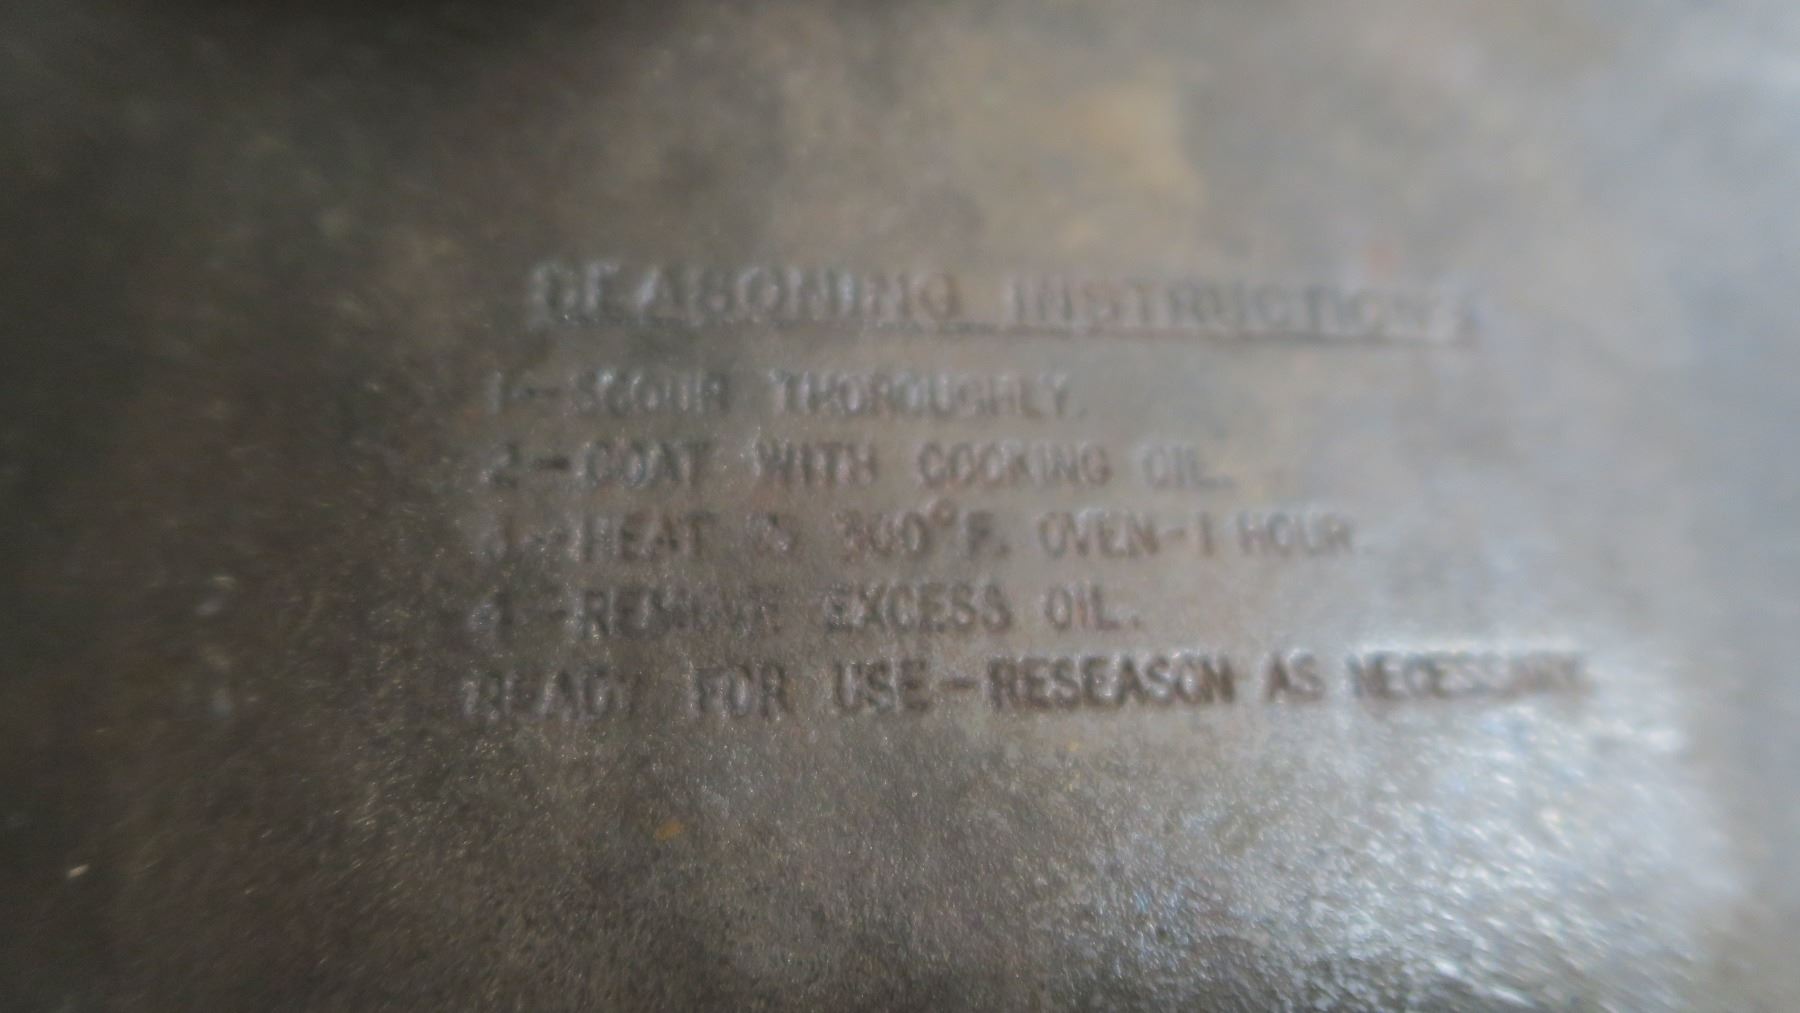 SEASONING INSTRUCTIONS
1-SCOUR THOROUGHLY.
2-COAT WITH COOKING OIL.
3-HEAT IN 300°F. OVEN-1 HOUR.
4-REMOVE EXCESS OIL.
READY FOR USE-RESEASON AS NECESSARY.